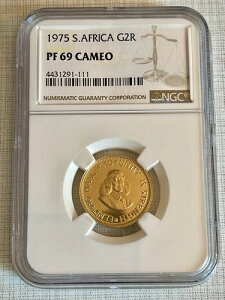 1975 S.AFRICA G2R
PF 69 CAMEO
4431291-111
NUMISMATIC GUARANTY CORPORATION
NGC